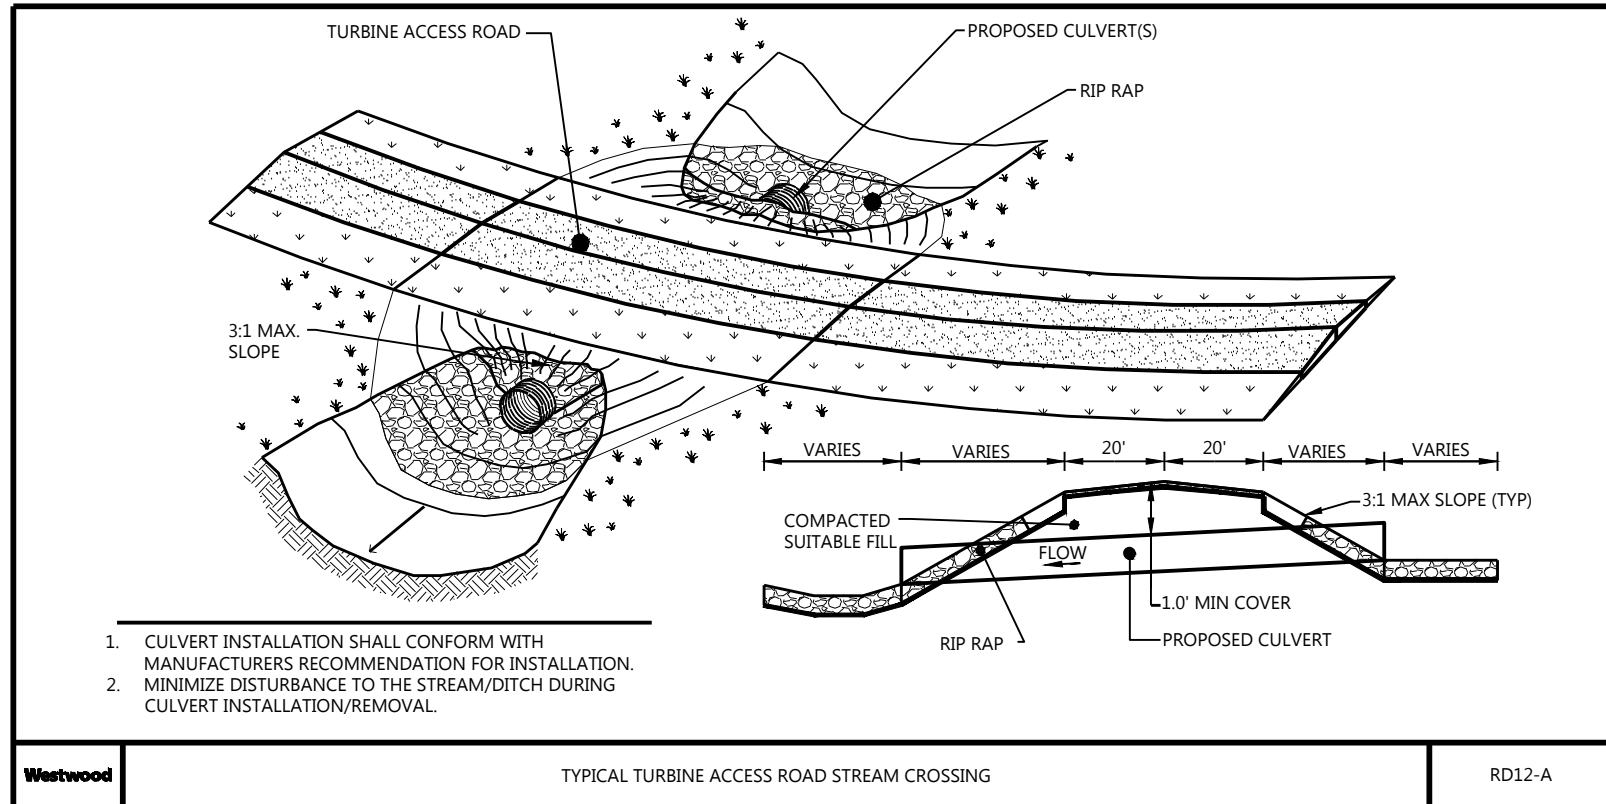 TURBINE ACCESS ROAD
PROPOSED CULVERT(S)
RIP RAP
3:1 MAX.
SLOPE
VARIES VARIES 20' 20' VARIES VARIES
3:1 MAX SLOPE (TYP)
COMPACTED
SUITABLE FILL
FLOW
1.0' MIN COVER
RIP RAP
PROPOSED CULVERT
1. CULVERT INSTALLATION SHALL CONFORM WITH
MANUFACTURERS RECOMMENDATION FOR INSTALLATION.
2. MINIMIZE DISTURBANCE TO THE STREAM/DITCH DURING
CULVERT INSTALLATION/REMOVAL.
Westwood
TYPICAL TURBINE ACCESS ROAD STREAM CROSSING
RD12-A